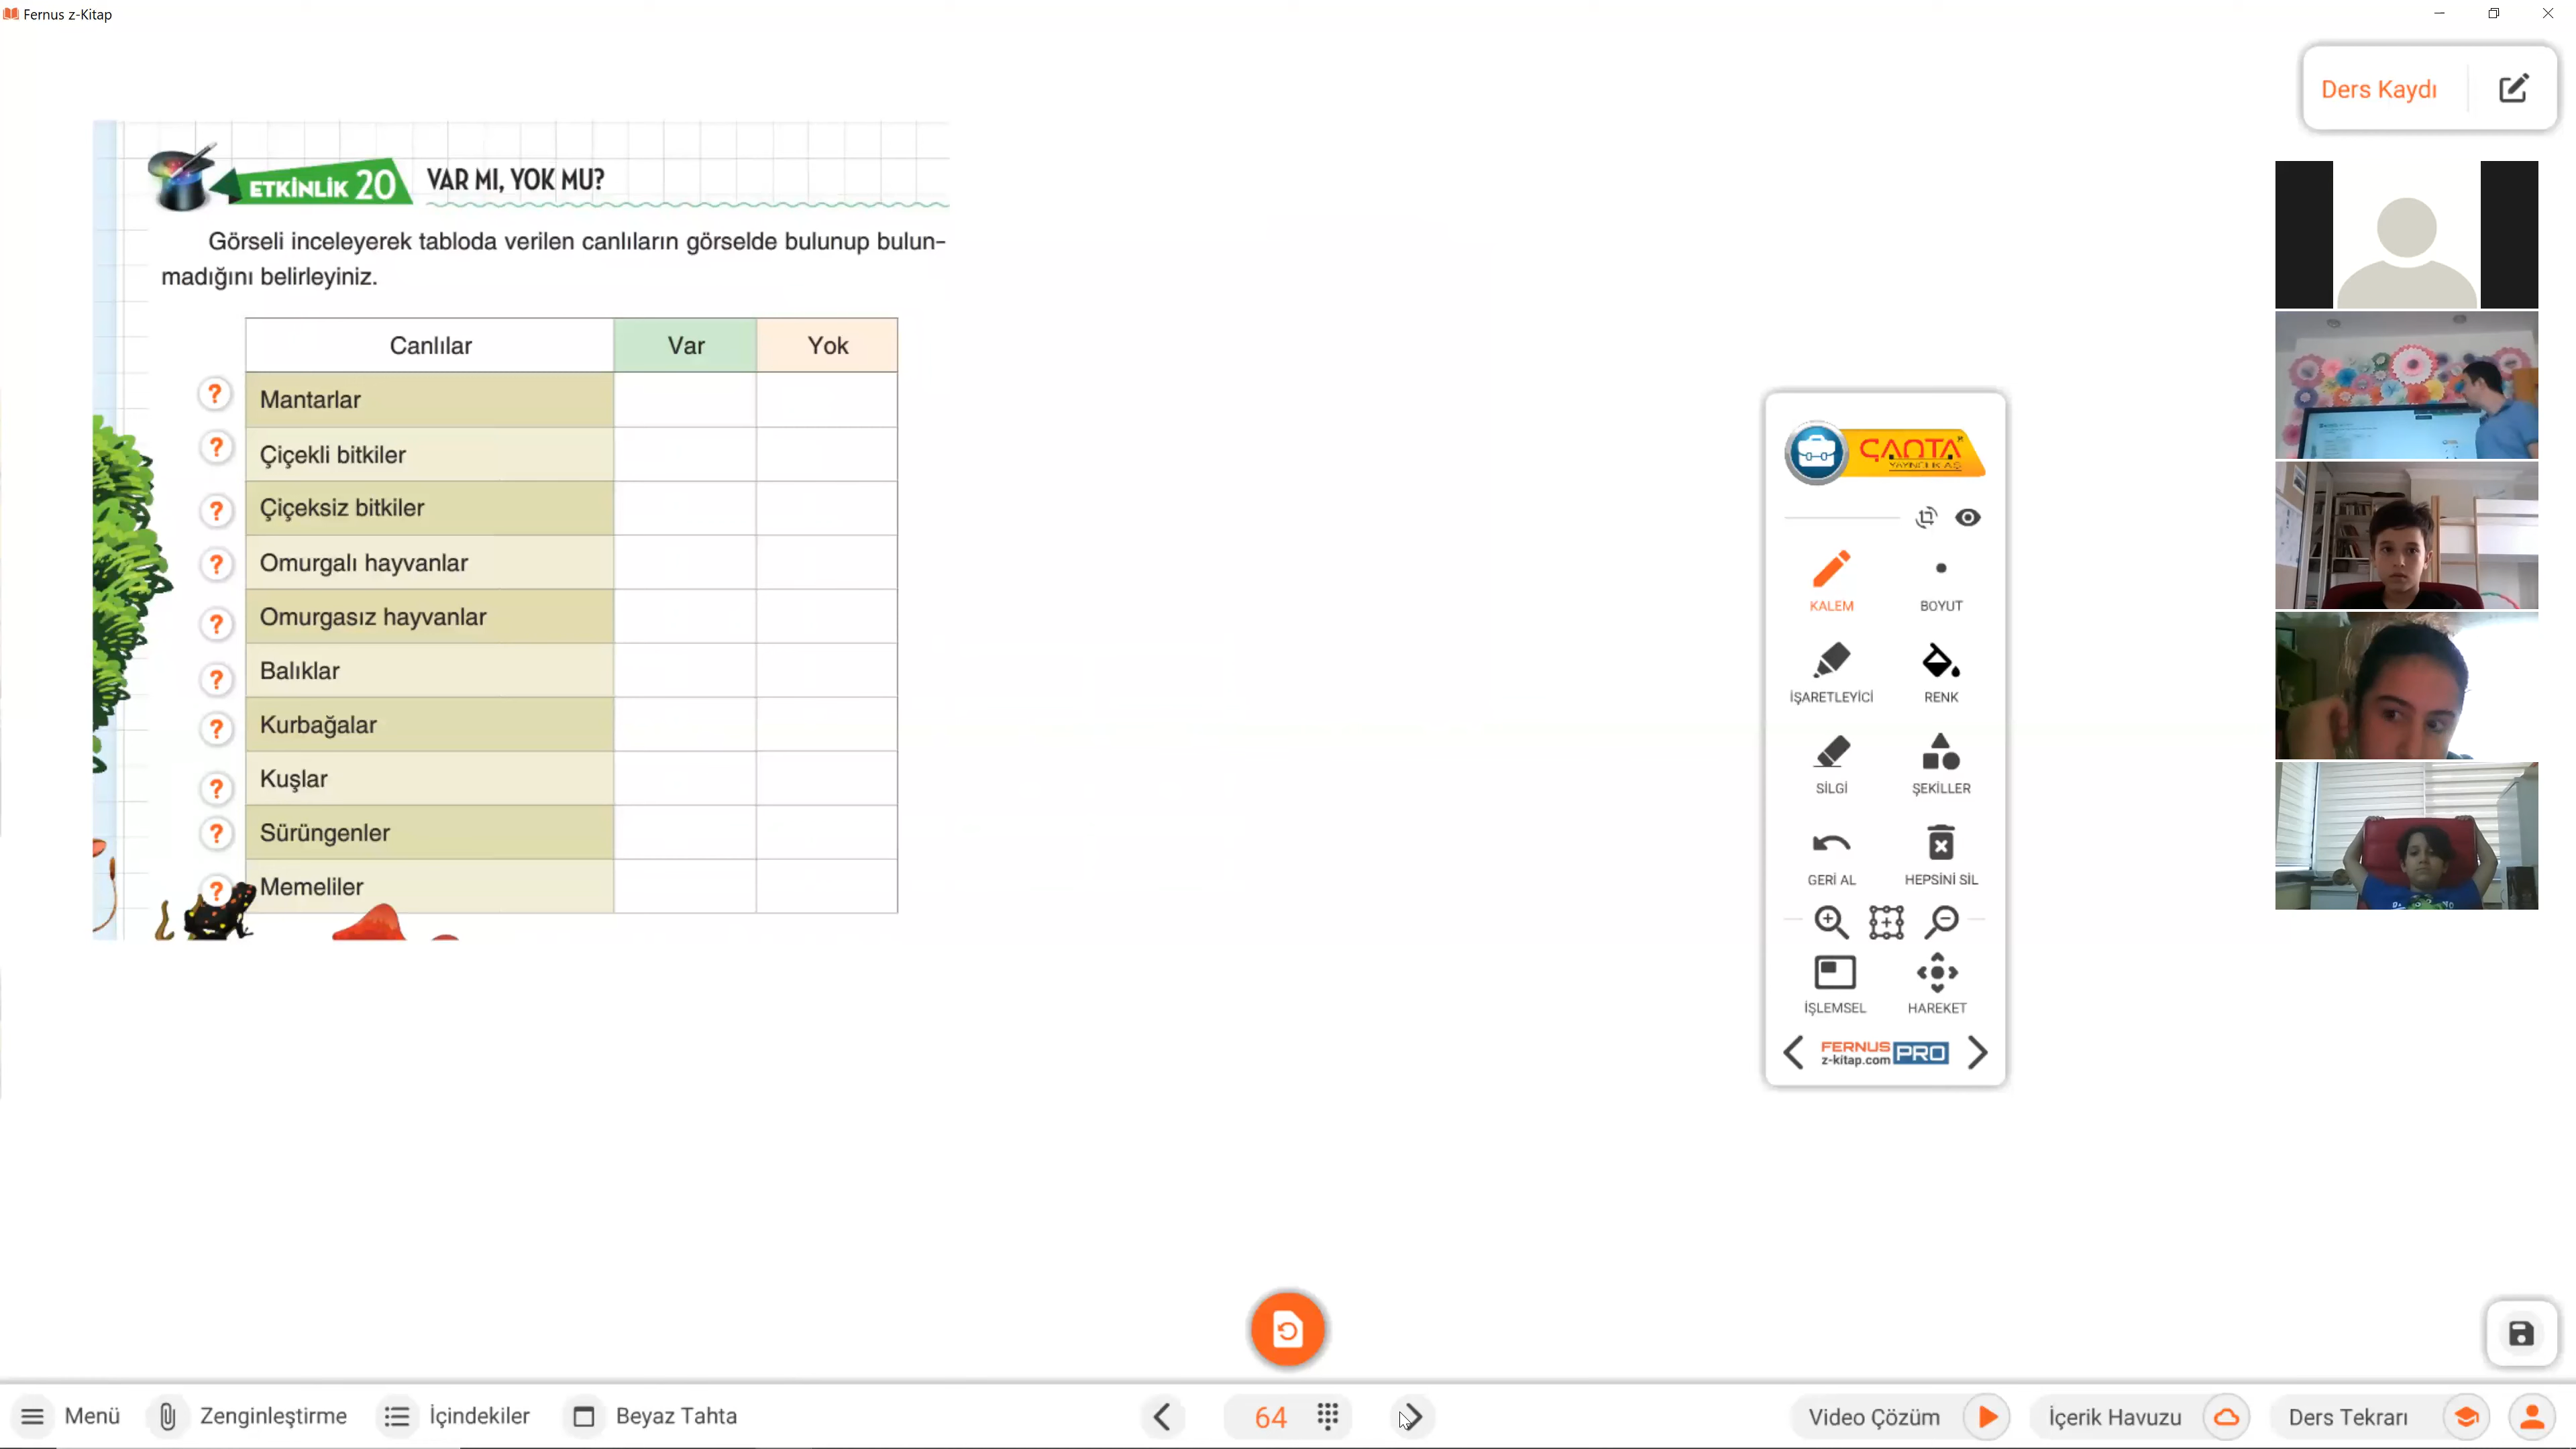 Fernus z-Kitap
Ders Kaydı
ETKİNLİK 20
VAR MI, YOK MU?
Görseli inceleyerek tabloda verilen canlıların görselde bulunup bulun-
madığını belirleyiniz.
Canlılar Var Yok
? Mantarlar
? Çiçekli bitkiler
? Çiçeksiz bitkiler
? Omurgalı hayvanlar
? Omurgasız hayvanlar
? Balıklar
? Kurbağalar
? Kuşlar
? Sürüngenler
? Memeliler
ÇANTA
YAYINCILIK A.Ş.
KALEM BOYUT
İŞARETLEYİCİ RENK
SİLGİ ŞEKİLLER
GERİ AL HEPSİNİ SİL
İŞLEMSEL HAREKET
FERNUS
z-kitap.com PRO
Menü Zenginleştirme İçindekiler Beyaz Tahta 64 Video Çözüm İçerik Havuzu Ders Tekrarı